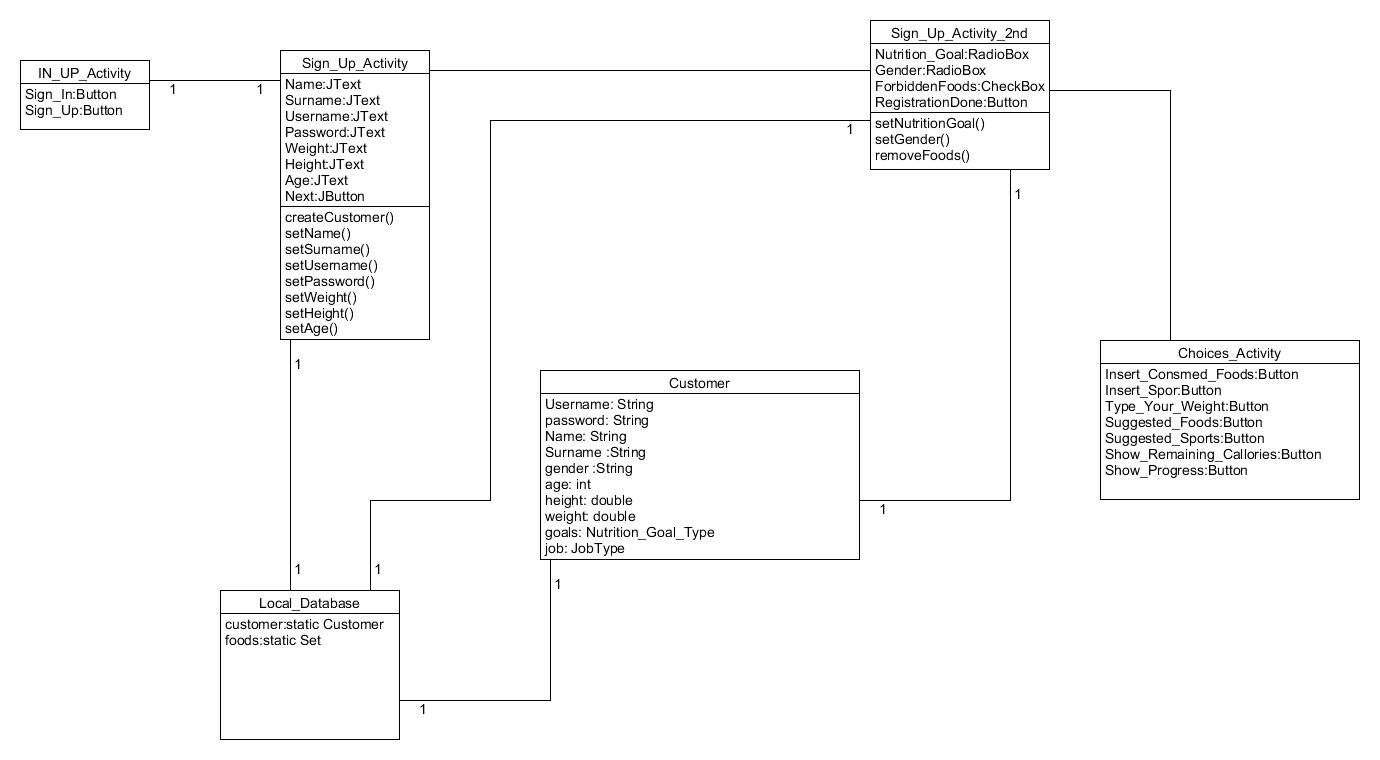 IN_UP_Activity
Sign_In:Button
Sign_Up:Button
1
1
Sign_Up_Activity
Name:JText
Surname:JText
Username:JText
Password:JText
Weight:JText
Height:JText
Age:JText
Next:JButton
createCustomer()
setName()
setSurname()
setUsername()
setPassword()
setWeight()
setHeight()
setAge()
1
1
Sign_Up_Activity_2nd
Nutrition_Goal:RadioBox
Gender:RadioBox
ForbiddenFoods:CheckBox
RegistrationDone:Button
setNutritionGoal()
setGender()
removeFoods()
1
1
1
Choices_Activity
Insert_Consmed_Foods:Button
Insert_Spor:Button
Type_Your_Weight:Button
Suggested_Foods:Button
Suggested_Sports:Button
Show_Remaining_Callories:Button
Show_Progress:Button
Customer
Username: String
password: String
Name: String
Surname :String
gender :String
age: int
height: double
weight: double
goals: Nutrition_Goal_Type
job: JobType
1
1
1
Local_Database
customer:static Customer
foods:static Set
1